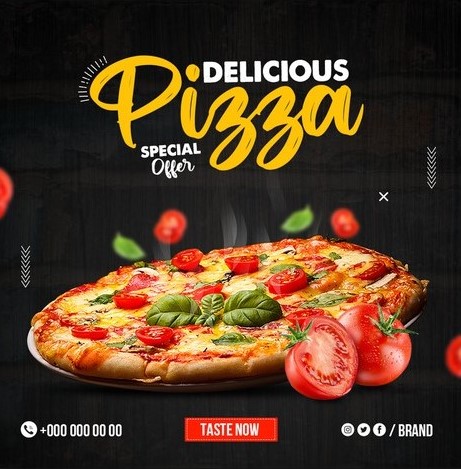 DELICIOUS
Pizza
SPECIAL
Offer
+000 000 00 00
TASTE NOW
/ BRAND